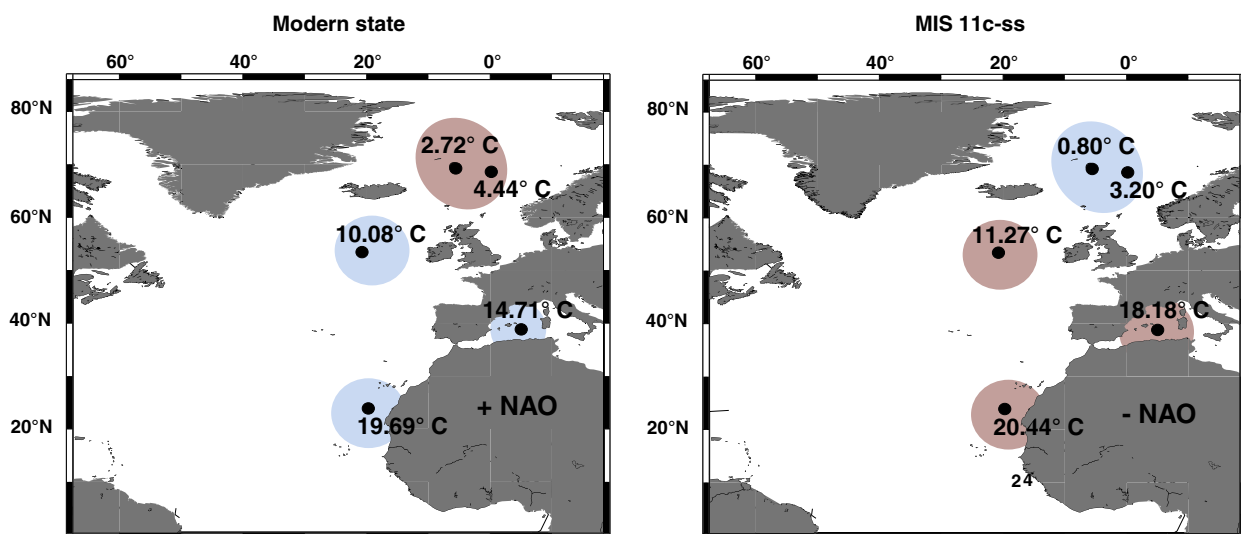 Modern state
60° 40° 20° 0°
80°N
60°N
40°N
20°N
2.72° C
4.44° C
10.08° C
14.71° C
19.69° C
+ NAO
MIS 11c-ss
60° 40° 20° 0°
80°N
60°N
40°N
20°N
0.80° C
3.20° C
11.27° C
18.18° C
20.44° C
- NAO
24